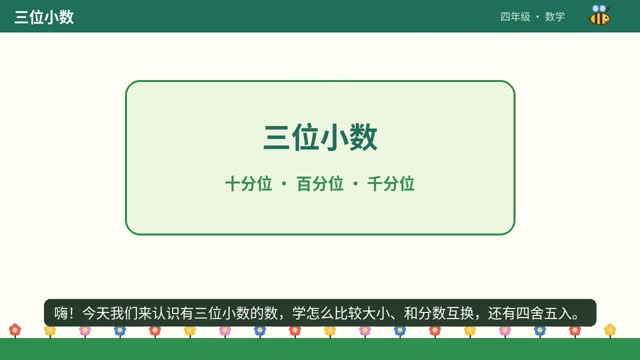 三位小数
四年级 · 数学
三位小数
十分位 · 百分位 · 千分位
嗨！今天我们来认识有三位小数的数，学怎么比较大小、和分数互换，还有四舍五入。